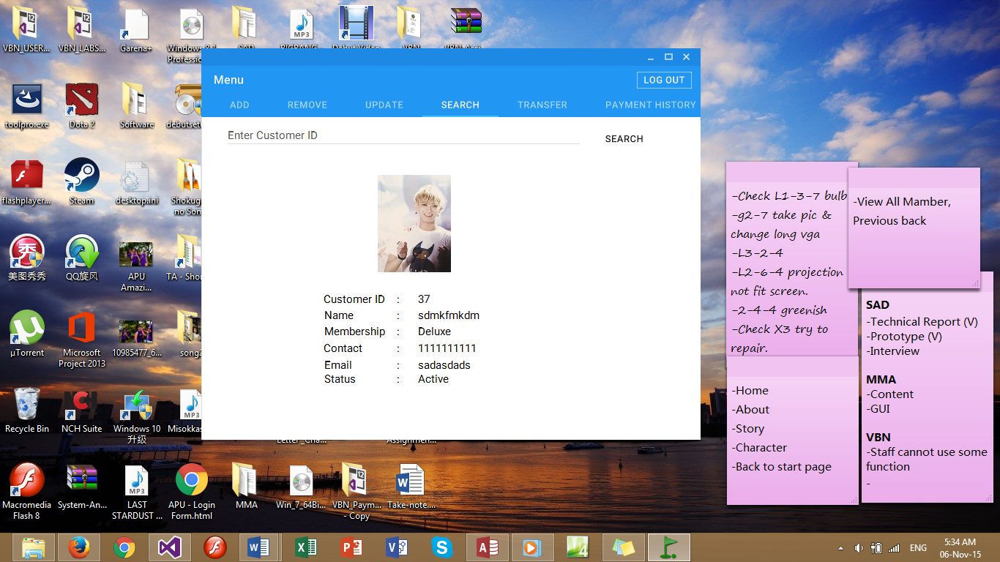 VBN_USER...
VBN_LABS...
Garena+
Windows 8.1
Professio...
SAD
BIGBANG
Debut Video
VBN
VBN_Assi
toolpro.exe
Dota 2
Software
debutset
flashplayer...
Steam
desktop.ini
Shokug
no Son
美图秀秀
QQ旋风
APU
Amazi...
TA - Sho
µTorrent
Microsoft
Project 2013
10985477_6...
song2
Recycle Bin
NCH Suite
Windows 10
升级
Misokkas
Letter_Cha...
Assignmen...
Macromedia
Flash 8
System-An...
LAST
STARDUST ...
APU - Login
Form.html
MMA
Win_7_64Bi...
VBN_Paym...
- Copy
Take-note....
Menu
LOG OUT
ADD
REMOVE
UPDATE
SEARCH
TRANSFER
PAYMENT HISTORY
Enter Customer ID
SEARCH
Customer ID : 37
Name : sdmkfmkdm
Membership : Deluxe
Contact : 1111111111
Email : sadasdads
Status : Active
-Check L1-3-7 bulb
-g2-7 take pic &
change long vga
-L3-2-4
-L2-6-4 projection
not fit screen.
-2-4-4 greenish
-Check X3 try to
repair.
-View All Mamber,
Previous back
-Home
-About
-Story
-Character
-Back to start page
SAD
-Technical Report (V)
-Prototype (V)
-Interview
MMA
-Content
-GUI
VBN
-Staff cannot use some
function
-
ENG
5:34 AM
06-Nov-15